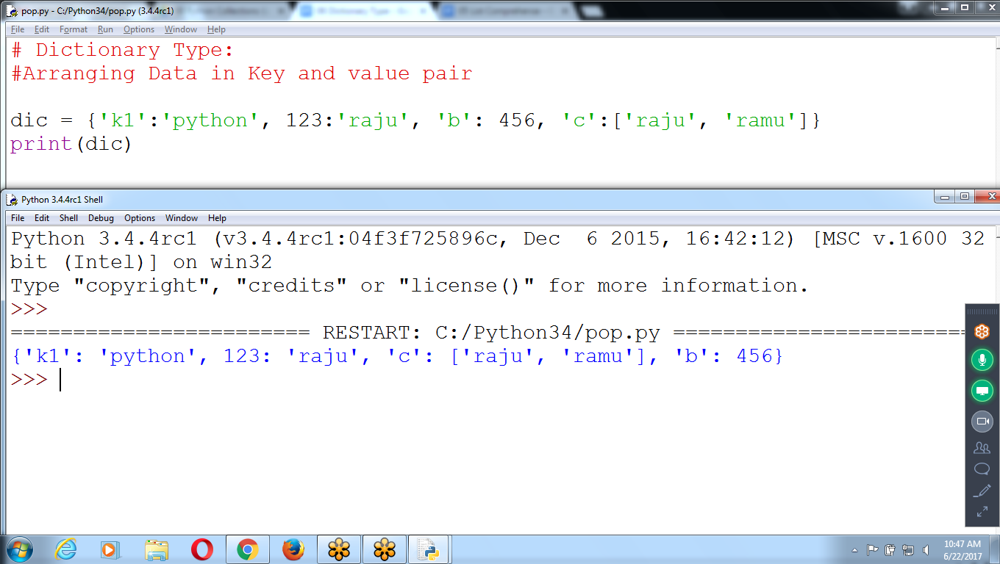 pop.py - C:/Python34/pop.py (3.4.4rc1)
File Edit Format Run Options Window Help
# Dictionary Type:
#Arranging Data in Key and value pair
dic = {'k1':'python', 123:'raju', 'b': 456, 'c':['raju', 'ramu']}
print(dic)
Python 3.4.4rc1 Shell
File Edit Shell Debug Options Window Help
Python 3.4.4rc1 (v3.4.4rc1:04f3f725896c, Dec  6 2015, 16:42:12) [MSC v.1600 32
bit (Intel)] on win32
Type "copyright", "credits" or "license()" for more information.
>>>
======================== RESTART: C:/Python34/pop.py ========================
{'k1': 'python', 123: 'raju', 'c': ['raju', 'ramu'], 'b': 456}
>>>
10:47 AM
6/22/2017